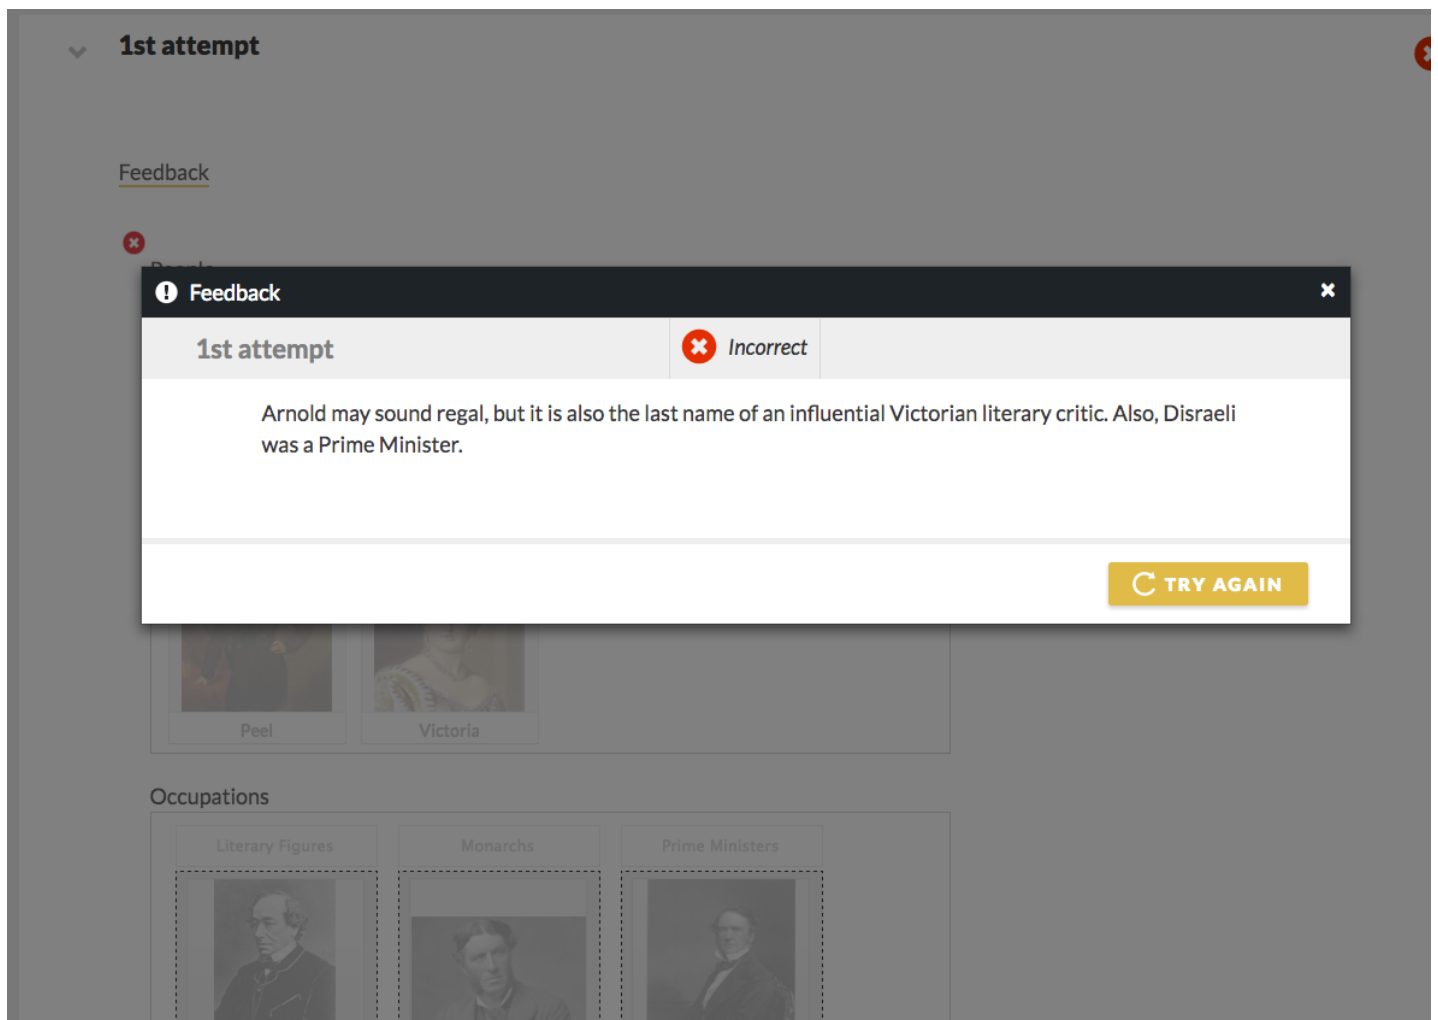 1st attempt
Feedback
People
Feedback
1st attempt
Incorrect
Arnold may sound regal, but it is also the last name of an influential Victorian literary critic. Also, Disraeli
was a Prime Minister.
TRY AGAIN
Peel
Victoria
Occupations
Literary Figures
Monarchs
Prime Ministers